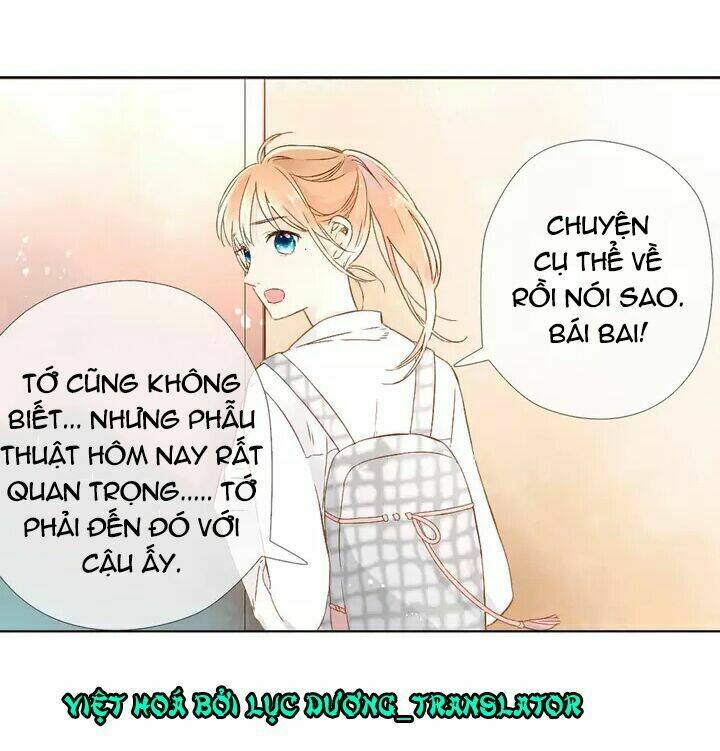 TỚ CŨNG KHÔNG
BIẾT... NHƯNG PHẪU
THUẬT HÔM NAY RẤT
QUAN TRỌNG..... TỚ
PHẢI ĐẾN ĐÓ VỚI
CẬU ẤY.
CHUYỆN
CỤ THỂ VỀ
RỒI NÓI SAO.
BÁI BAI!
VIỆT HOÁ BỞI LỤC DƯƠNG_TRANSLATOR